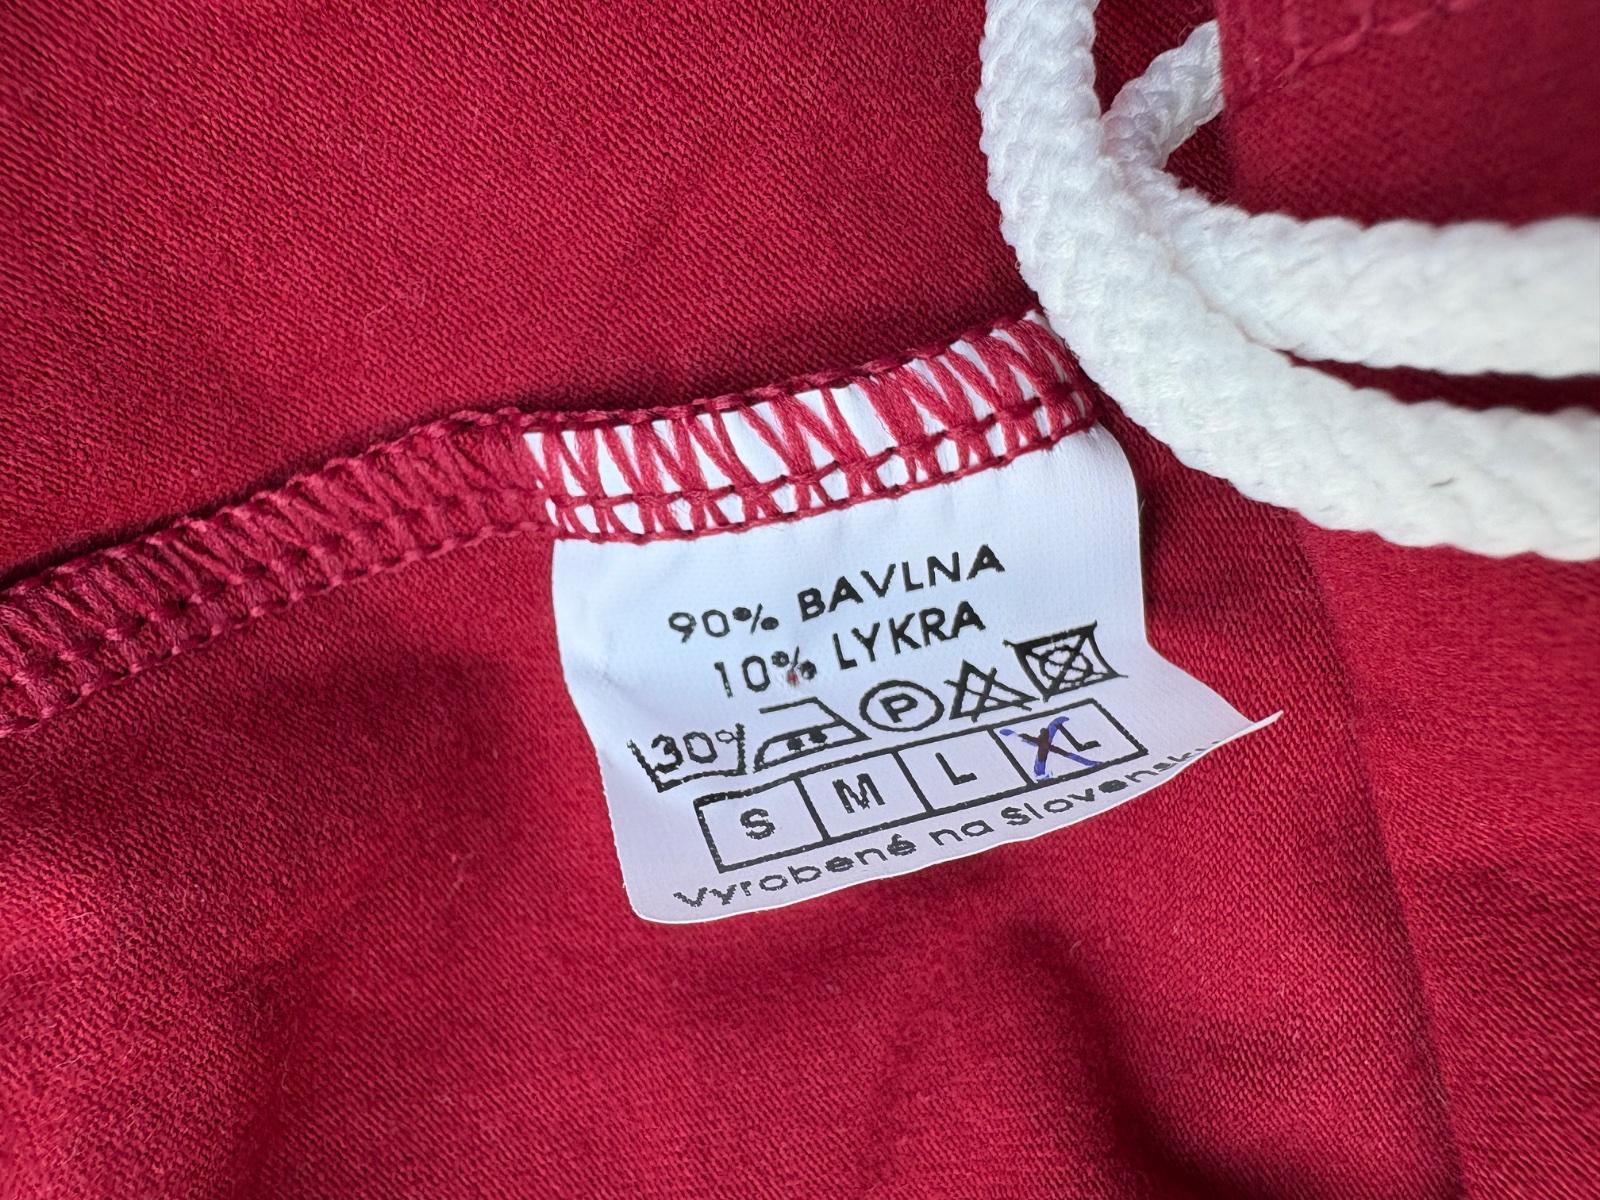 90% BAVLNA
10% LYKRA
30° P
S M L XL
Vyrobené na Slovensku